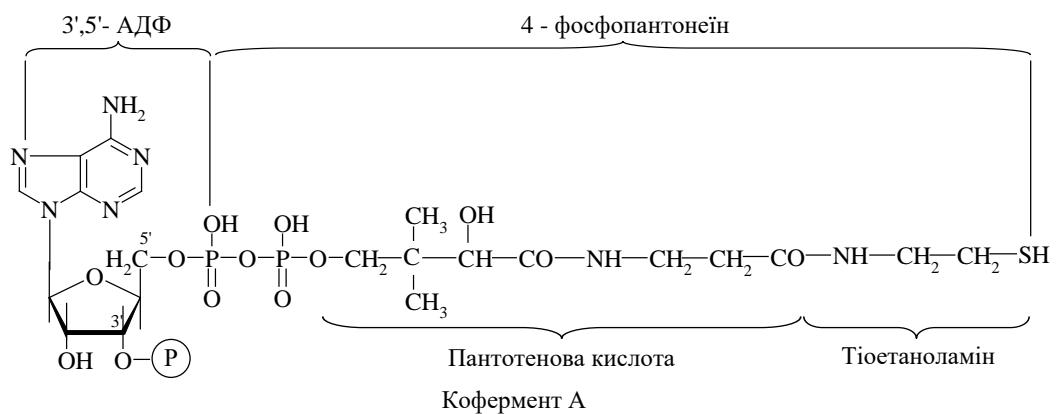 3',5'- АДФ
4 - фосфопантонеїн
NH2
N
N
N
N
OH
OH
CH3
OH
5'
H2C—O—P—O—P—O—CH2—C—CH—CO—NH—CH2—CH2—CO—NH—CH2—CH2—SH
O
O
CH3
O
3'
OH
O—P
Пантотенова кислота
Тіоетаноламін
Кофермент А